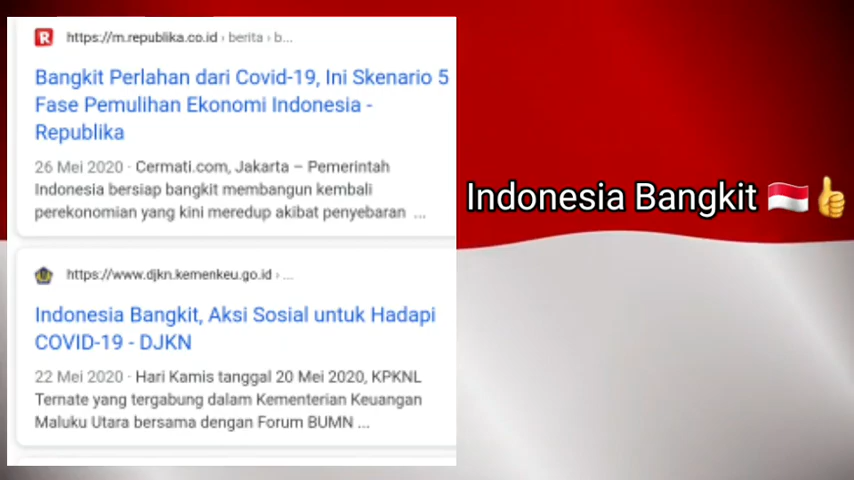 https://m.republika.co.id › berita › b...
Bangkit Perlahan dari Covid-19, Ini Skenario 5
Fase Pemulihan Ekonomi Indonesia -
Republika
26 Mei 2020 · Cermati.com, Jakarta – Pemerintah
Indonesia bersiap bangkit membangun kembali
perekonomian yang kini meredup akibat penyebaran ...
https://www.djkn.kemenkeu.go.id › ...
Indonesia Bangkit, Aksi Sosial untuk Hadapi
COVID-19 - DJKN
22 Mei 2020 · Hari Kamis tanggal 20 Mei 2020, KPKNL
Ternate yang tergabung dalam Kementerian Keuangan
Maluku Utara bersama dengan Forum BUMN ...
Indonesia Bangkit 🇮🇩👍